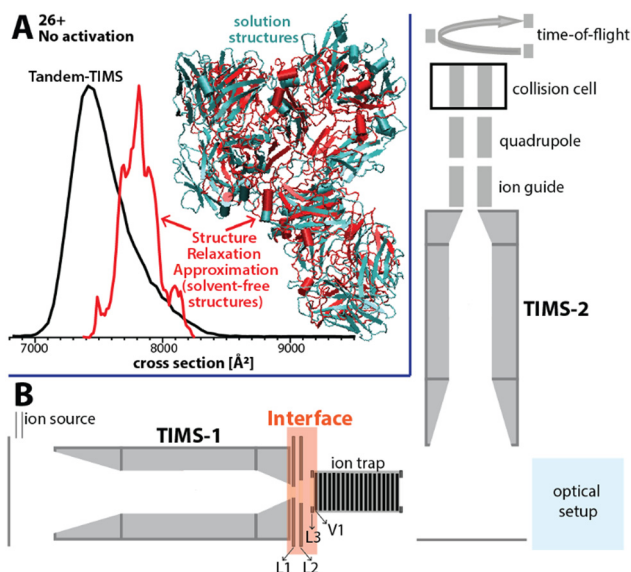 A
26+
No activation
Tandem-TIMS
solution
structures
Structure
Relaxation
Approximation
(solvent-free
structures)
7000
8000
9000
cross section [Å²]
time-of-flight
collision cell
quadrupole
ion guide
TIMS-2
B
ion source
TIMS-1
Interface
ion trap
L3
V1
L1
L2
optical
setup